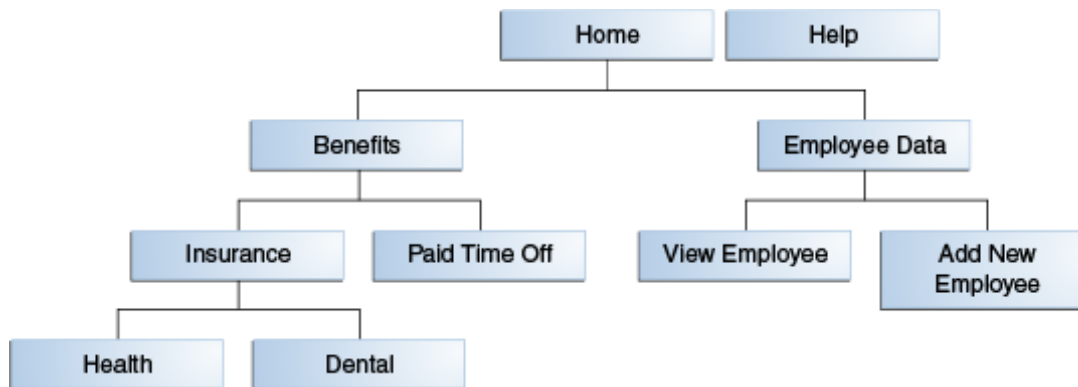 Home
Help
Benefits
Employee Data
Insurance
Paid Time Off
View Employee
Add New
Employee
Health
Dental